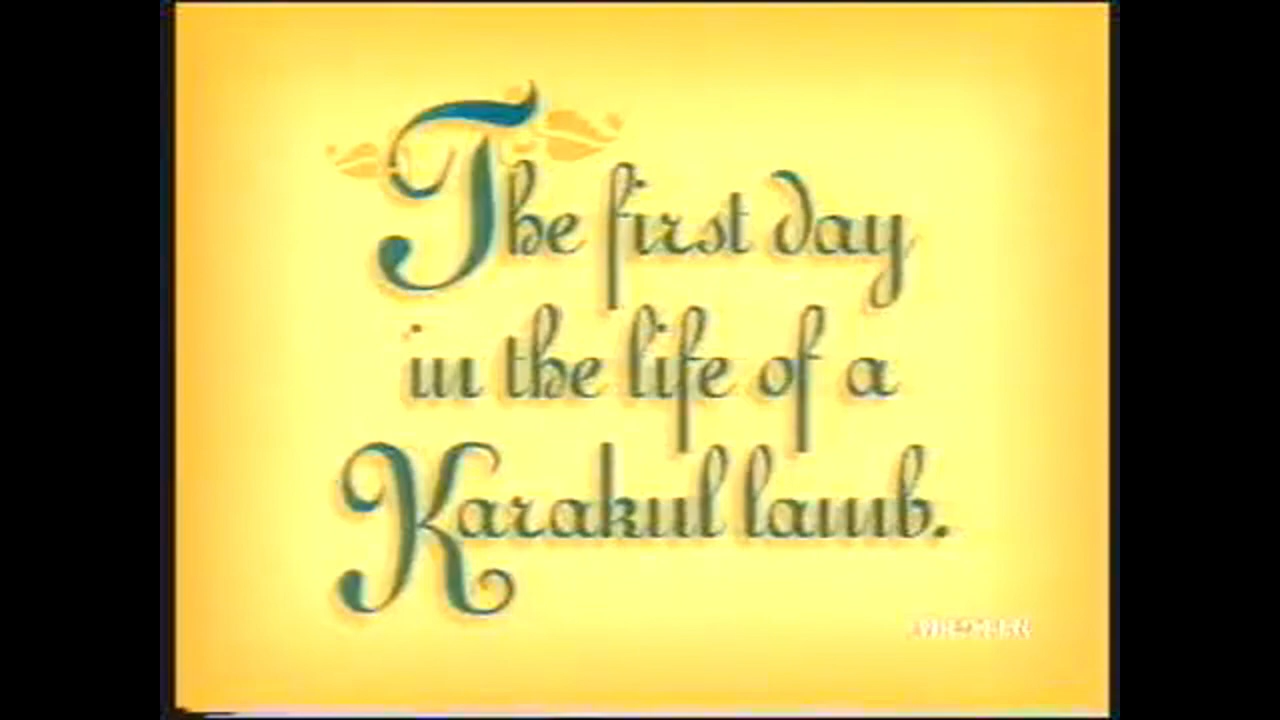 The first day
in the life of a
Karakul lamb.